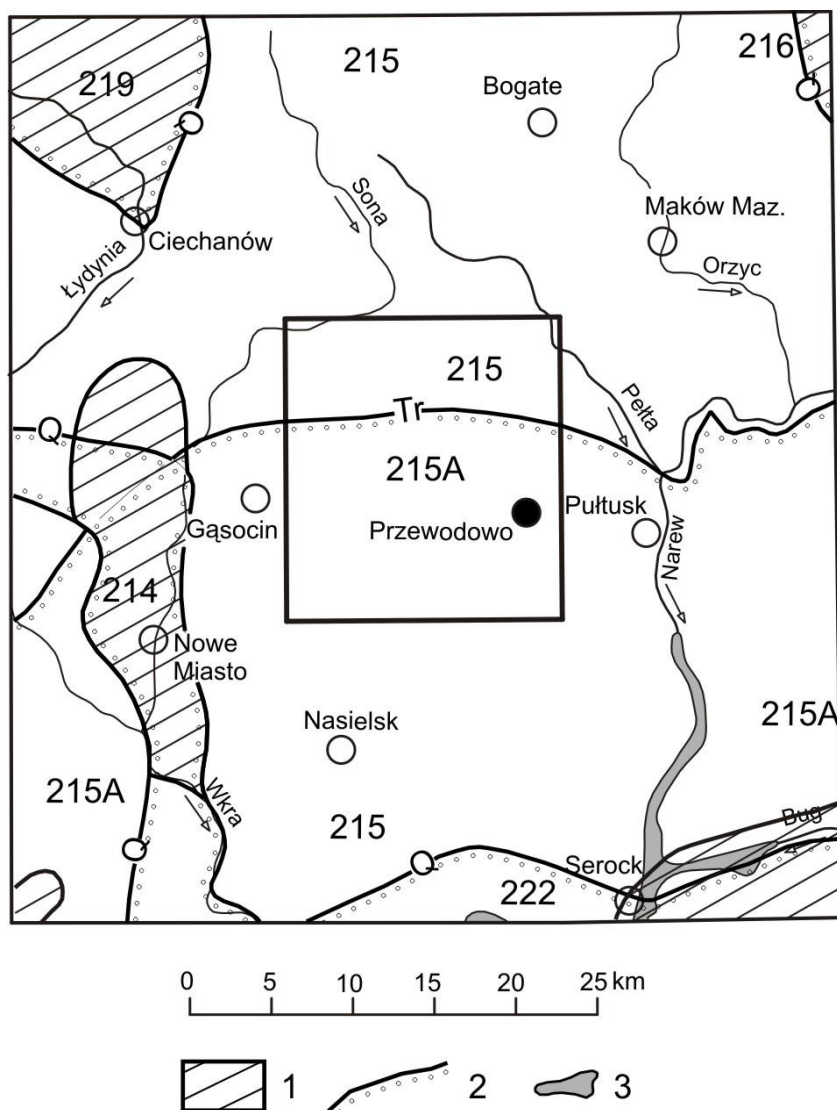 215
216
219
Bogate
Q
Q
Sona
Maków Maz.
Ciechanów
Łydynia
Orzyc
215
Pełta
Tr
Q
215A
Gąsocin
Przewodowo
Pułtusk
Narew
214
Nowe
Miasto
Nasielsk
215A
215A
Wkra
215
Bug
Q
Q
Serock
222
0 5 10 15 20 25 km
1 2 3